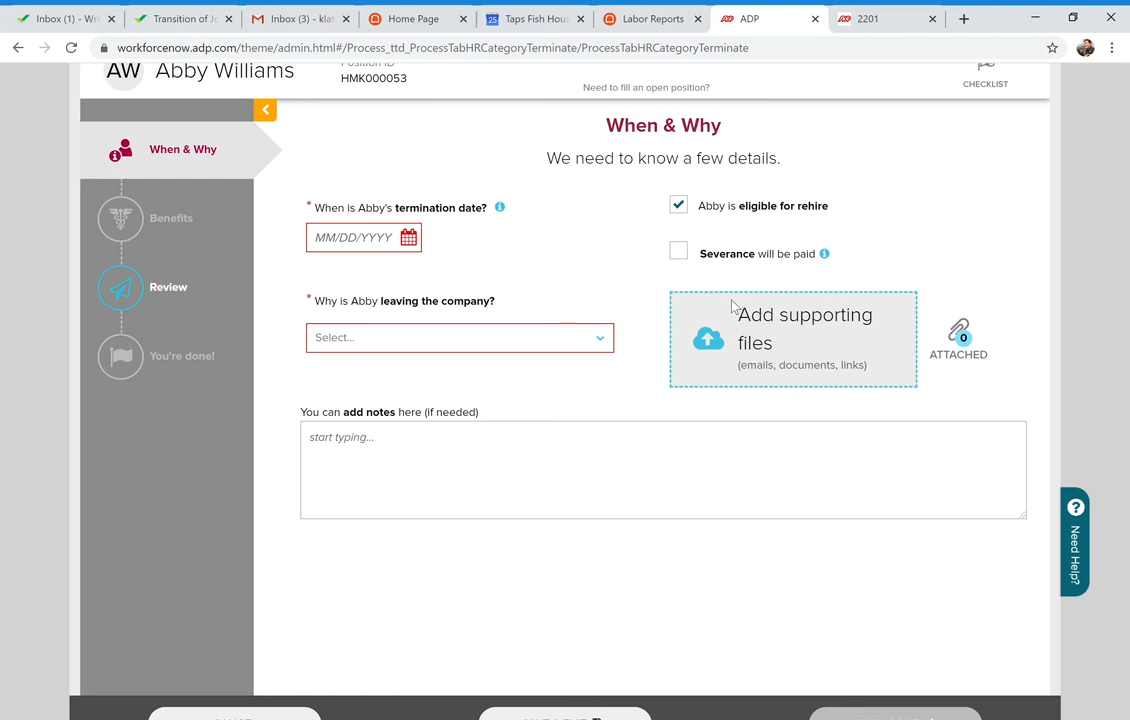 Inbox (1) - Wr
Transition of Jo
Inbox (3) - klat
Home Page
Taps Fish Hous
Labor Reports
ADP
2201
workforcenow.adp.com/theme/admin.html#/Process_ttd_ProcessTabHRCategoryTerminate/ProcessTabHRCategoryTerminate
AW Abby Williams
Position ID
HMK000053
Need to fill an open position?
CHECKLIST
When & Why
Benefits
Review
You're done!
When & Why
We need to know a few details.
* When is Abby's termination date?
MM/DD/YYYY
Abby is eligible for rehire
Severance will be paid
* Why is Abby leaving the company?
Select...
Add supporting
files
(emails, documents, links)
0
ATTACHED
You can add notes here (if needed)
start typing...
Need Help?